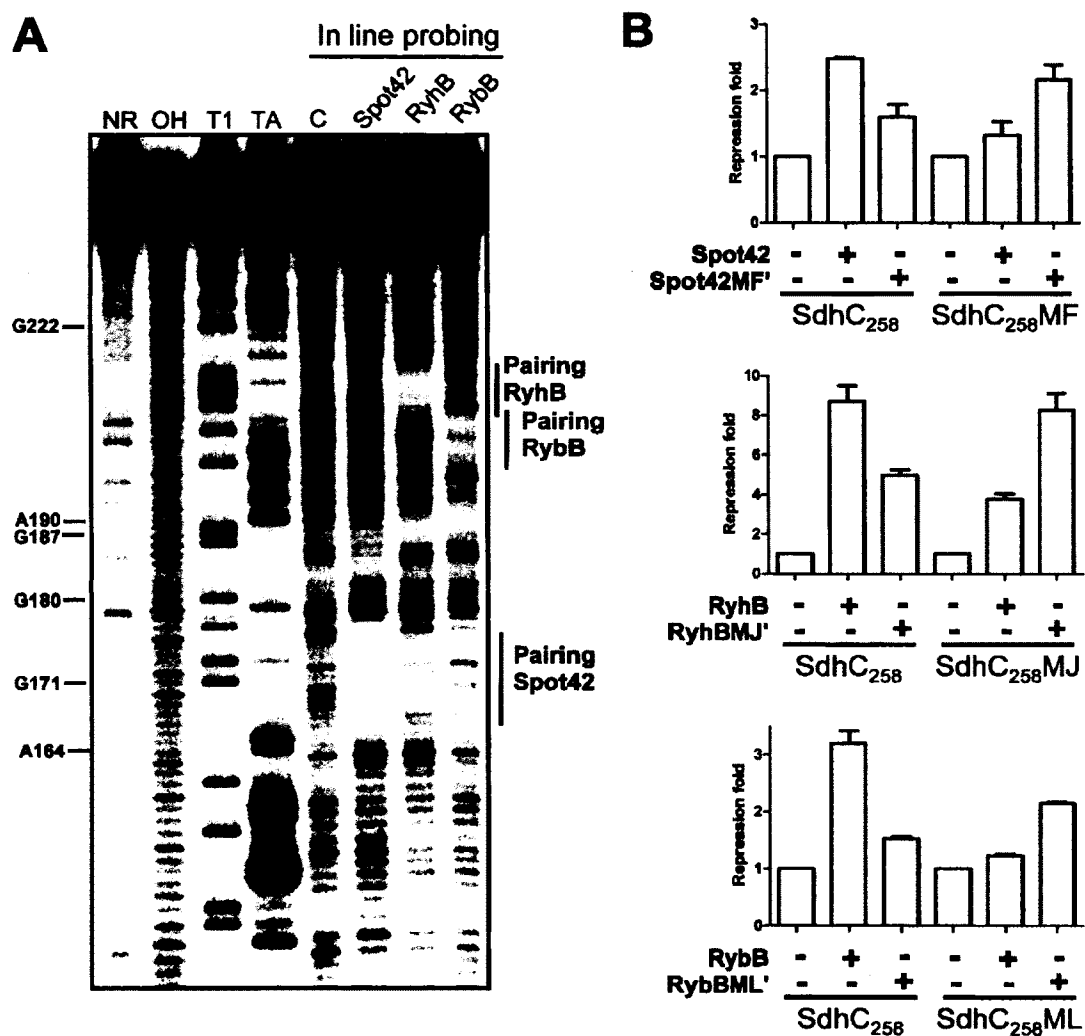 A
In line probing
NR OH T1 TA C Spot42 RyhB RybB
G222
A190
G187
G180
G171
A164
Pairing
RyhB
Pairing
RybB
Pairing
Spot42
B
Repression fold
3
2
1
0
Spot42 - + - - + -
Spot42MF' - - + - - +
SdhC258 SdhC258MF
Repression fold
10
8
6
4
2
0
RyhB - + - - + -
RyhBMJ' - - + - - +
SdhC258 SdhC258MJ
Repression fold
3
2
1
0
RybB - + - - + -
RybBML' - - + - - +
SdhC258 SdhC258ML